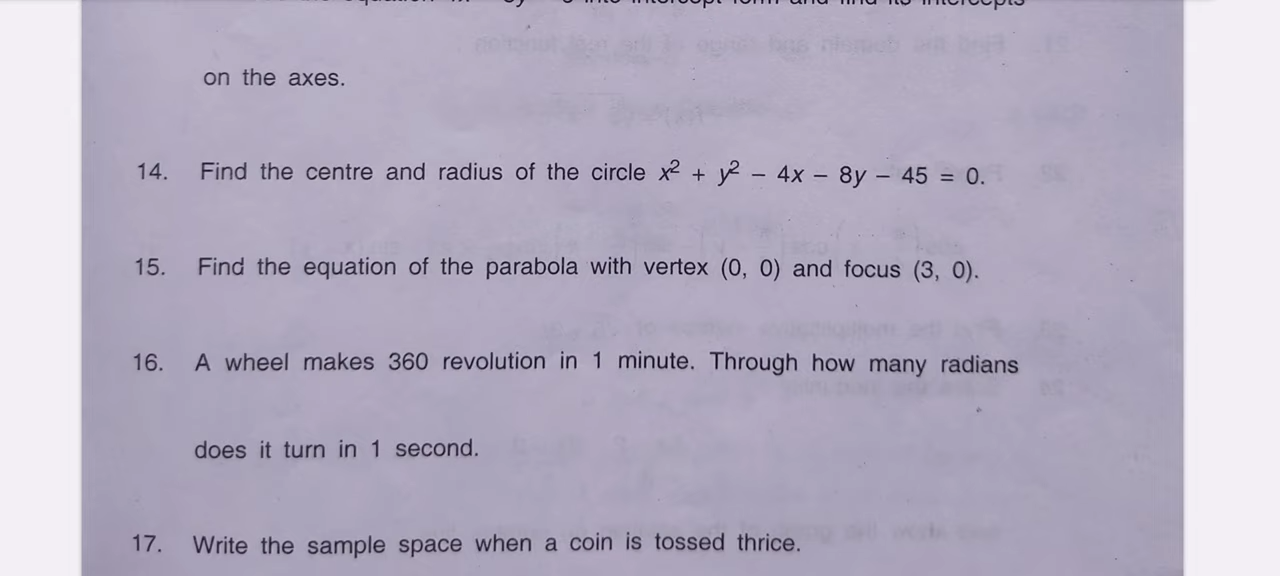 on the axes.
14. Find the centre and radius of the circle x² + y² – 4x – 8y – 45 = 0.
15. Find the equation of the parabola with vertex (0, 0) and focus (3, 0).
16. A wheel makes 360 revolution in 1 minute. Through how many radians
does it turn in 1 second.
17. Write the sample space when a coin is tossed thrice.